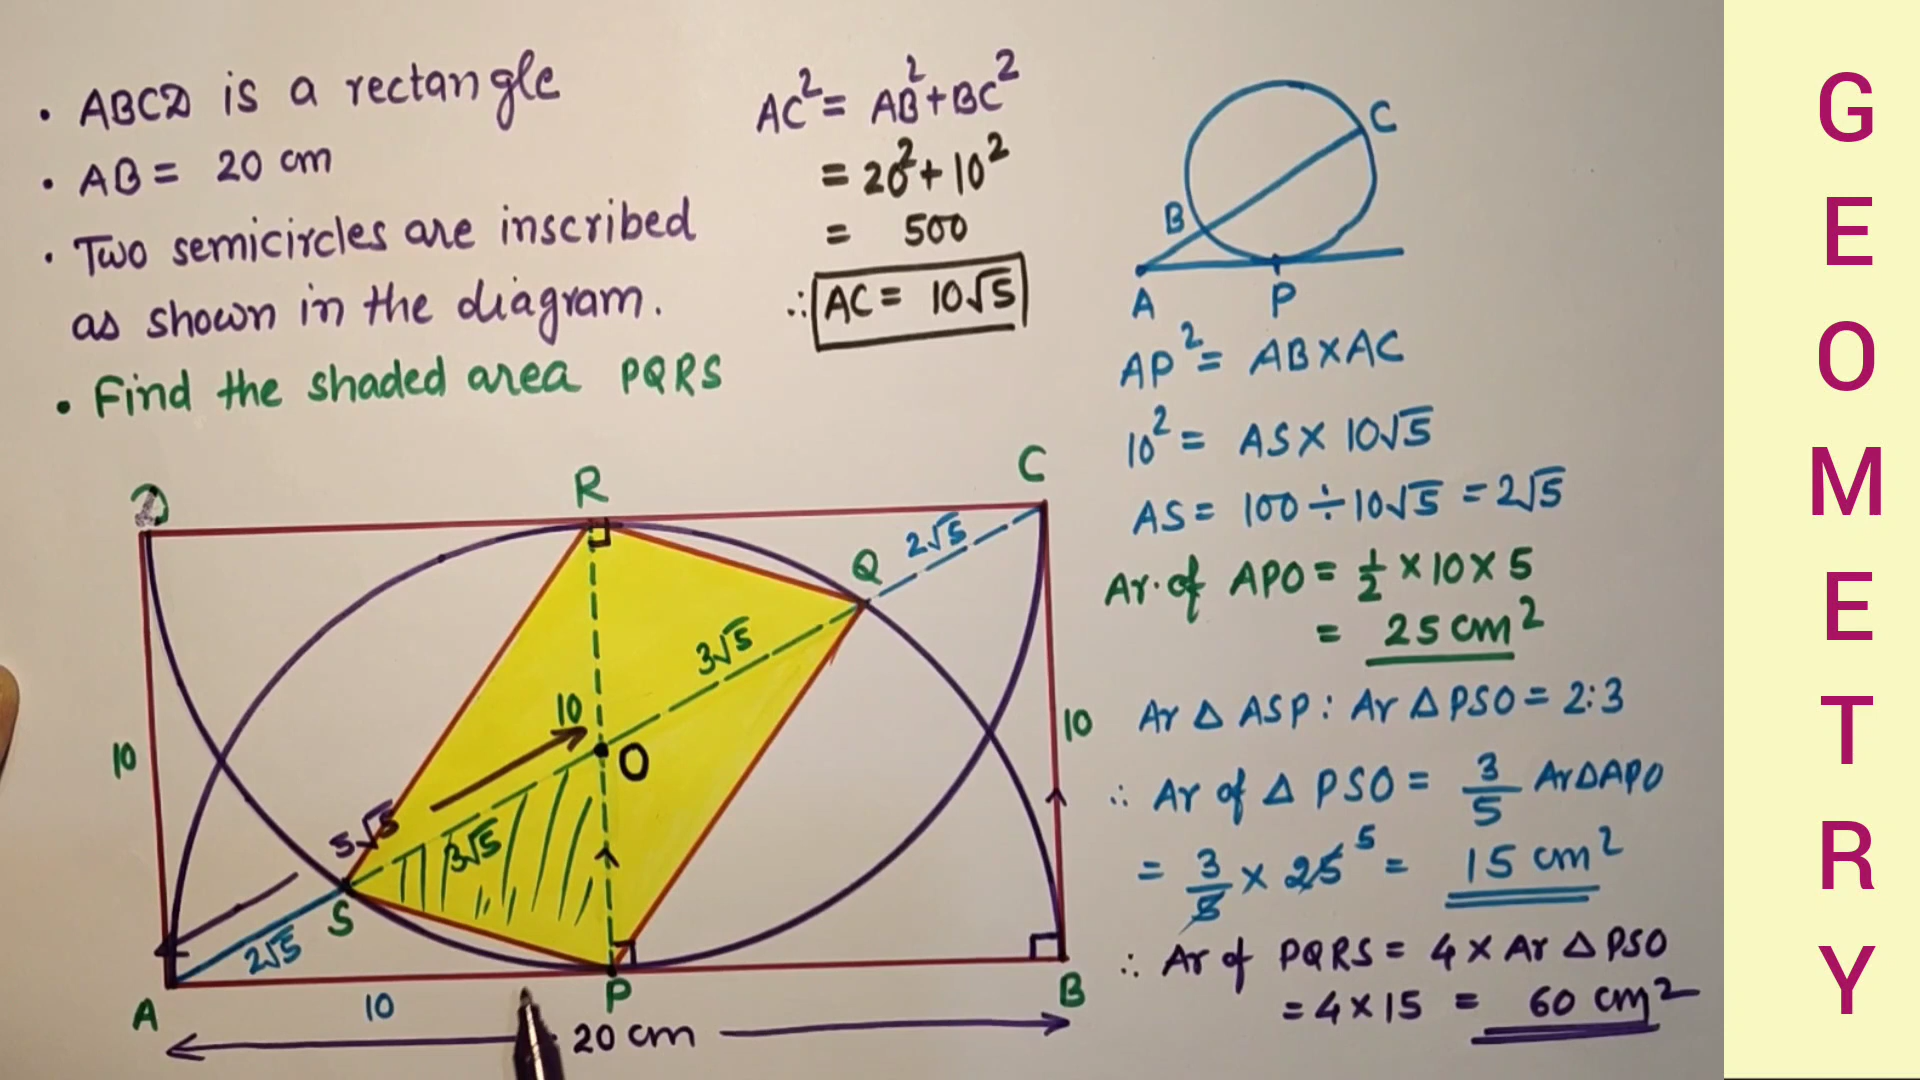 • ABCD is a rectangle
• AB = 20 cm
• Two semicircles are inscribed
as shown in the diagram.
• Find the shaded area PQRS
AC² = AB² + BC²
= 20² + 10²
= 500
∴ AC = 10√5
C
B
A P
AP² = AB × AC
10² = AS × 10√5
AS = 100 ÷ 10√5 = 2√5
Ar. of APO = 1/2 × 10 × 5
= 25 cm²
Ar Δ ASP : Ar Δ PSO = 2:3
∴ Ar of Δ PSO = 3/5 Ar Δ APO
= 3/5 × 25 5 = 15 cm²
∴ Ar of PQRS = 4 × Ar Δ PSO
= 4 × 15 = 60 cm²
D R C
2√5
Q
3√5
10
10 O 10
5√5 3√5
S
2√5
A 10 P B
20 cm
G
E
O
M
E
T
R
Y